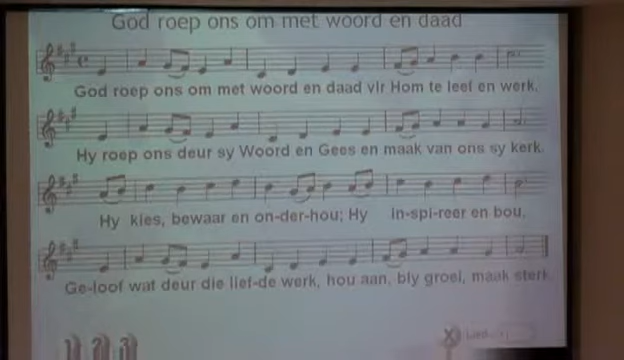 God roep ons om met woord en daad
God roep ons om met woord en daad vir Hom te leef en werk.
Hy roep ons deur sy Woord en Gees en maak van ons sy kerk.
Hy kies, bewaar en on-der-hou; Hy in-spi-reer en bou,
Ge-loof wat deur die lief-de werk, hou aan, bly groei, maak sterk.
1 2 3
X